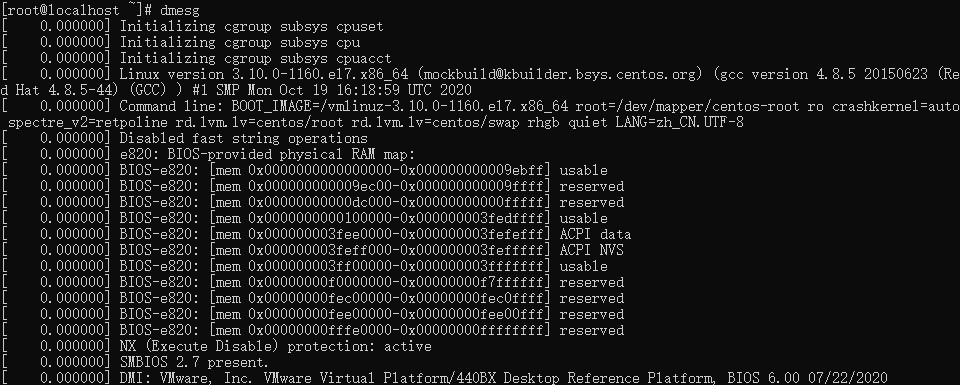 [root@localhost ~]# dmesg
[    0.000000] Initializing cgroup subsys cpuset
[    0.000000] Initializing cgroup subsys cpu
[    0.000000] Initializing cgroup subsys cpuacct
[    0.000000] Linux version 3.10.0-1160.el7.x86_64 (mockbuild@kbuilder.bsys.centos.org) (gcc version 4.8.5 20150623 (Re
d Hat 4.8.5-44) (GCC) ) #1 SMP Mon Oct 19 16:18:59 UTC 2020
[    0.000000] Command line: BOOT_IMAGE=/vmlinuz-3.10.0-1160.el7.x86_64 root=/dev/mapper/centos-root ro crashkernel=auto
 spectre_v2=retpoline rd.lvm.lv=centos/root rd.lvm.lv=centos/swap rhgb quiet LANG=zh_CN.UTF-8
[    0.000000] Disabled fast string operations
[    0.000000] e820: BIOS-provided physical RAM map:
[    0.000000] BIOS-e820: [mem 0x0000000000000000-0x000000000009ebff] usable
[    0.000000] BIOS-e820: [mem 0x000000000009ec00-0x000000000009ffff] reserved
[    0.000000] BIOS-e820: [mem 0x00000000000dc000-0x00000000000fffff] reserved
[    0.000000] BIOS-e820: [mem 0x0000000000100000-0x000000003fedffff] usable
[    0.000000] BIOS-e820: [mem 0x000000003fee0000-0x000000003fefefff] ACPI data
[    0.000000] BIOS-e820: [mem 0x000000003feff000-0x000000003fefffff] ACPI NVS
[    0.000000] BIOS-e820: [mem 0x000000003ff00000-0x000000003fffffff] usable
[    0.000000] BIOS-e820: [mem 0x00000000f0000000-0x00000000f7ffffff] reserved
[    0.000000] BIOS-e820: [mem 0x00000000fec00000-0x00000000fec0ffff] reserved
[    0.000000] BIOS-e820: [mem 0x00000000fee00000-0x00000000fee00fff] reserved
[    0.000000] BIOS-e820: [mem 0x00000000fffe0000-0x00000000ffffffff] reserved
[    0.000000] NX (Execute Disable) protection: active
[    0.000000] SMBIOS 2.7 present.
[    0.000000] DMI: VMware, Inc. VMware Virtual Platform/440BX Desktop Reference Platform, BIOS 6.00 07/22/2020